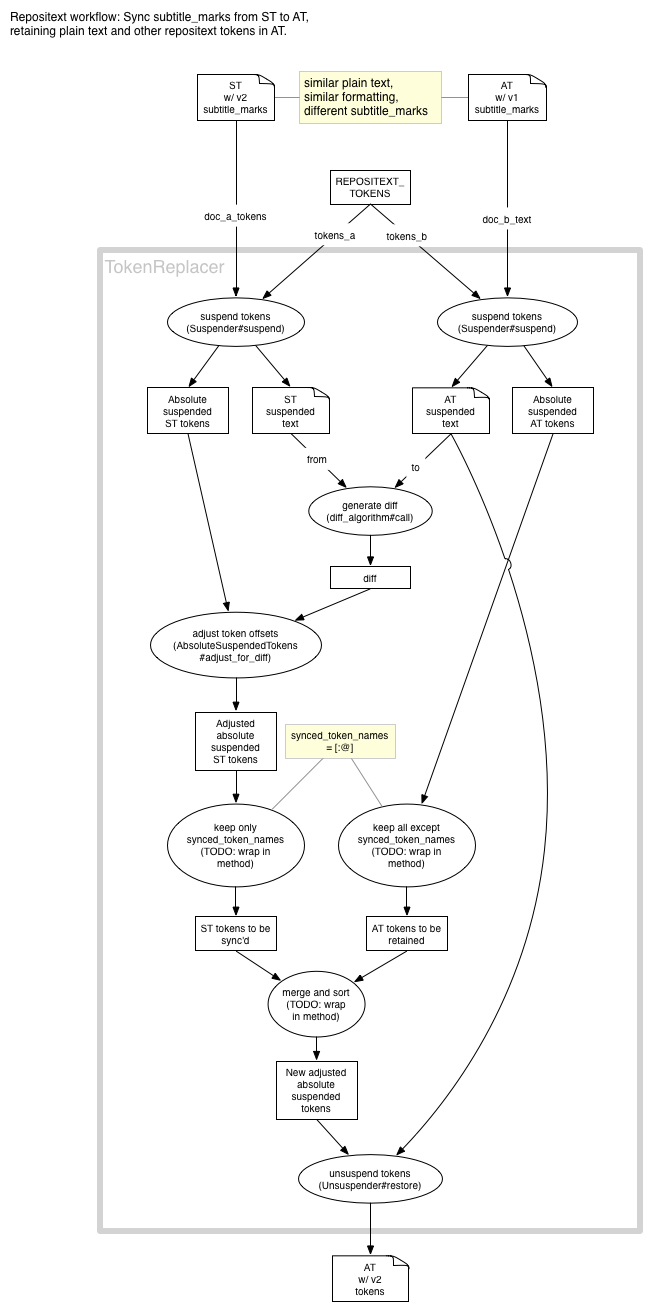 Repositext workflow: Sync subtitle_marks from ST to AT,
retaining plain text and other repositext tokens in AT.
ST
w/ v2
subtitle_marks
similar plain text,
similar formatting,
different subtitle_marks
AT
w/ v1
subtitle_marks
REPOSITEXT_
TOKENS
doc_a_tokens
doc_b_text
tokens_a
tokens_b
TokenReplacer
suspend tokens
(Suspender#suspend)
suspend tokens
(Suspender#suspend)
Absolute
suspended
ST tokens
ST
suspended
text
AT
suspended
text
Absolute
suspended
AT tokens
from
to
generate diff
(diff_algorithm#call)
diff
adjust token offsets
(AbsoluteSuspendedTokens
#adjust_for_diff)
Adjusted
absolute
suspended
ST tokens
synced_token_names
= [:@]
keep only
synced_token_names
(TODO: wrap in
method)
keep all except
synced_token_names
(TODO: wrap in
method)
ST tokens to be
sync'd
AT tokens to be
retained
merge and sort
(TODO: wrap
in method)
New adjusted
absolute
suspended
tokens
unsuspend tokens
(Unsuspender#restore)
AT
w/ v2
tokens